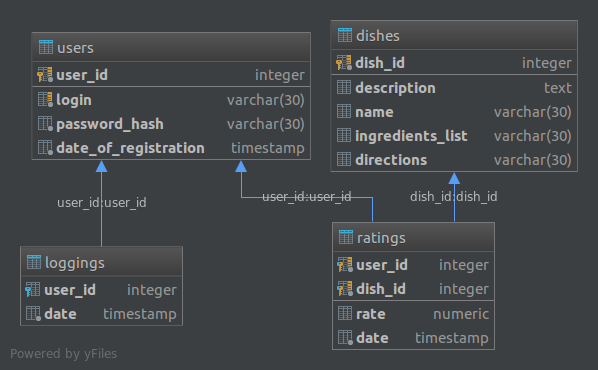 users
user_id integer
login varchar(30)
password_hash varchar(30)
date_of_registration timestamp
dishes
dish_id integer
description text
name varchar(30)
ingredients_list varchar(30)
directions varchar(30)
user_id:user_id
user_id:user_id
dish_id:dish_id
loggings
user_id integer
date timestamp
ratings
user_id integer
dish_id integer
rate numeric
date timestamp
Powered by yFiles